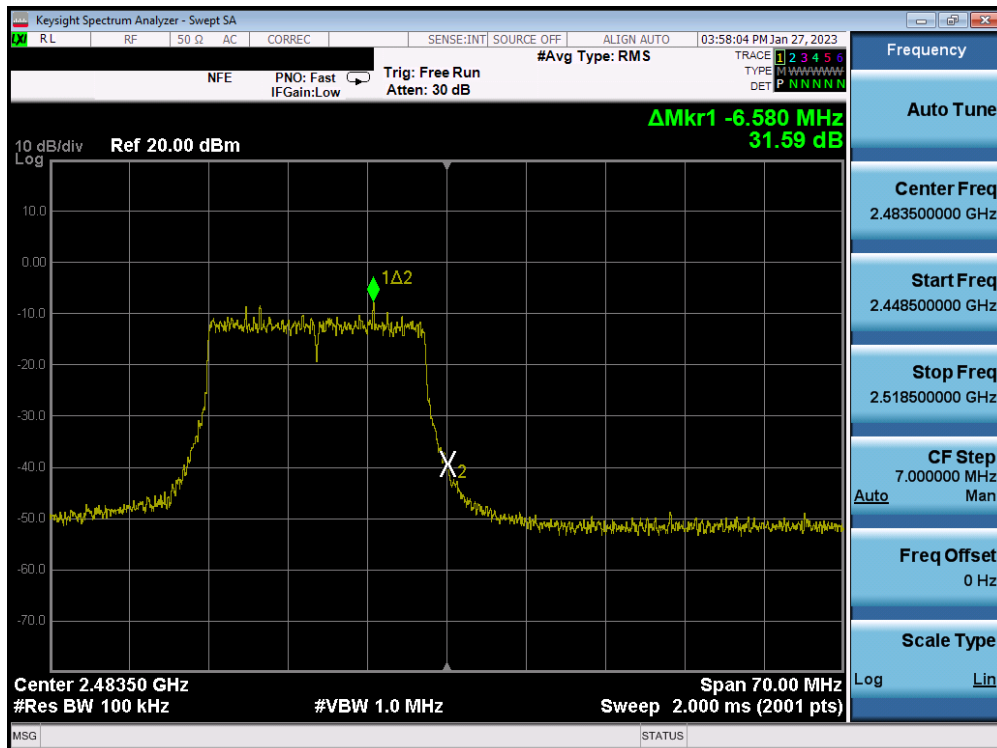 Keysight Spectrum Analyzer - Swept SA
LXI RL RF 50 Ω AC CORREC SENSE:INT SOURCE OFF ALIGN AUTO 03:58:04 PM Jan 27, 2023
#Avg Type: RMS
TRACE 1 2 3 4 5 6
TYPE M W W W W W
DET P N N N N N
NFE PNO: Fast Trig: Free Run
IFGain:Low Atten: 30 dB
ΔMkr1 -6.580 MHz
31.59 dB
10 dB/div Ref 20.00 dBm
Log
10.0
0.00
1Δ2
-10.0
-20.0
-30.0
-40.0
2
-50.0
-60.0
-70.0
Center 2.48350 GHz Span 70.00 MHz
#Res BW 100 kHz #VBW 1.0 MHz Sweep 2.000 ms (2001 pts)
MSG STATUS
Frequency
Auto Tune
Center Freq
2.483500000 GHz
Start Freq
2.448500000 GHz
Stop Freq
2.518500000 GHz
CF Step
7.000000 MHz
Auto Man
Freq Offset
0 Hz
Scale Type
Log Lin